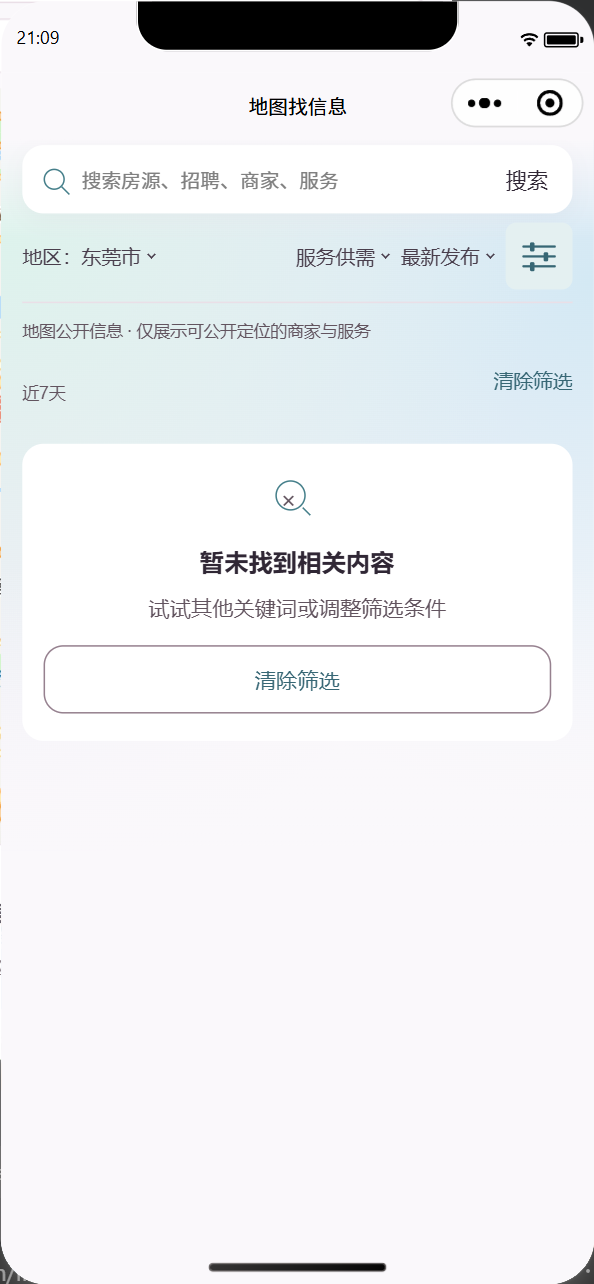 21:09
地图找信息
搜索房源、招聘、商家、服务 搜索
地区：东莞市 服务供需 最新发布
地图公开信息 · 仅展示可公开定位的商家与服务
近7天 清除筛选
暂未找到相关内容
试试其他关键词或调整筛选条件
清除筛选